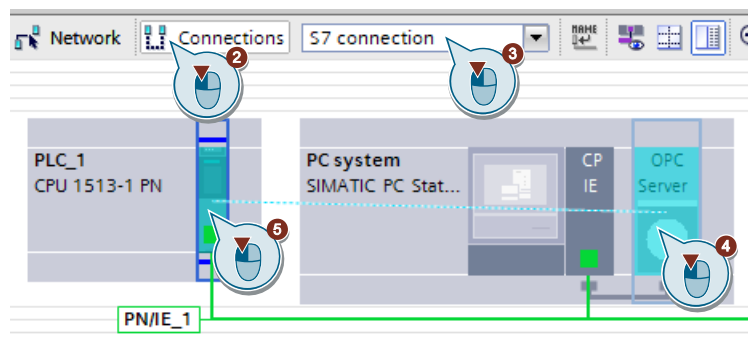 Network
Connections
S7 connection
NAME
2
3
PLC_1
CPU 1513-1 PN
PC system
SIMATIC PC Stat...
CP
IE
OPC
Server
5
4
PN/IE_1